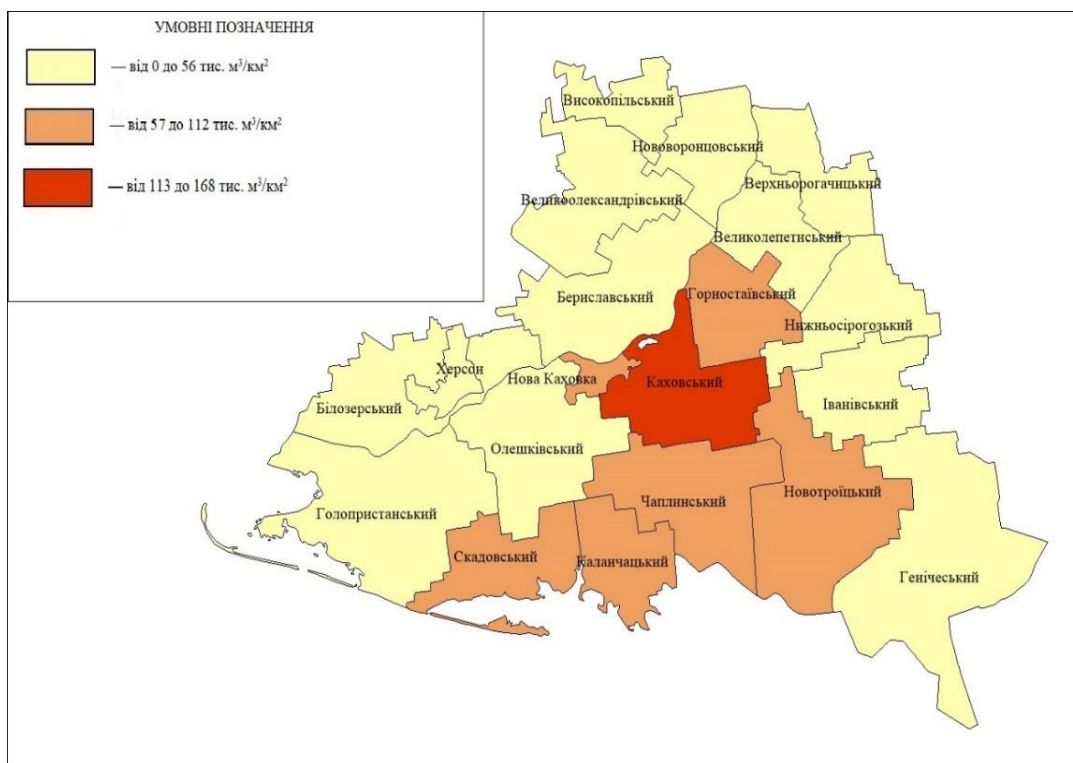 УМОВНІ ПОЗНАЧЕННЯ
— від 0 до 56 тис. м³/км²
— від 57 до 112 тис. м³/км²
— від 113 до 168 тис. м³/км²
Високопільський
Нововоронцовський
Верхньорогачицький
Великоолександрівський
Великолепетиський
Бериславський
Горностаївський
Нижньосірогозький
Херсон
Нова Каховка
Каховський
Білозерський
Іванівський
Олешківський
Чаплинський
Новотроїцький
Голопристанський
Скадовський
Каланчацький
Генічеський